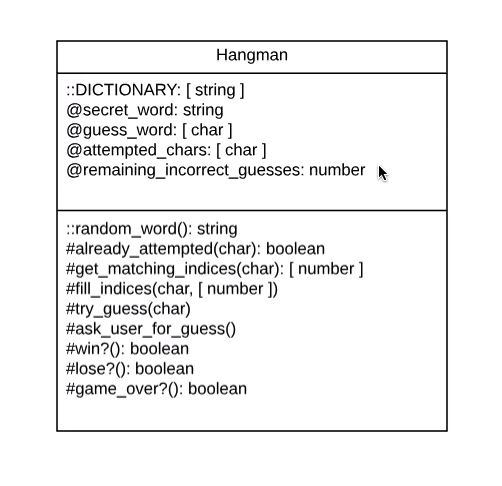 Hangman
::DICTIONARY: [ string ]
@secret_word: string
@guess_word: [ char ]
@attempted_chars: [ char ]
@remaining_incorrect_guesses: number
::random_word(): string
#already_attempted(char): boolean
#get_matching_indices(char): [ number ]
#fill_indices(char, [ number ])
#try_guess(char)
#ask_user_for_guess()
#win?(): boolean
#lose?(): boolean
#game_over?(): boolean